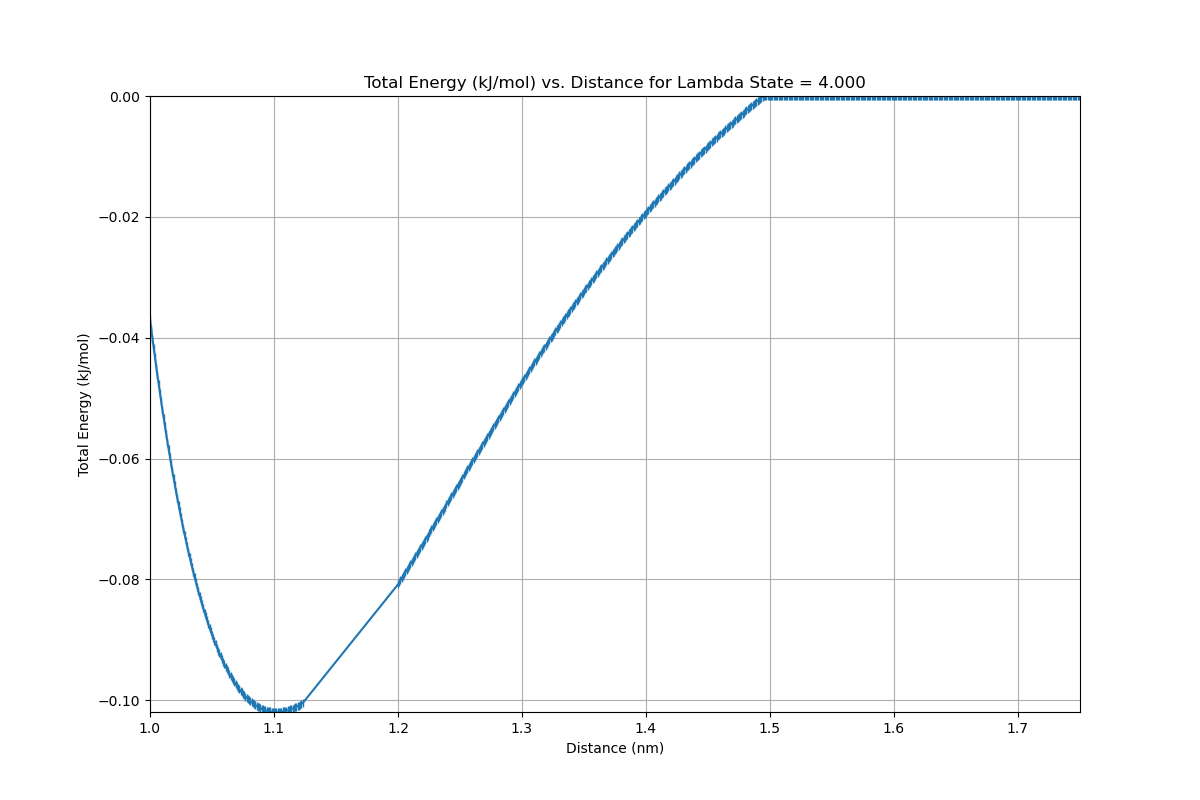 Total Energy (kJ/mol) vs. Distance for Lambda State = 4.000
0.00
−0.02
−0.04
−0.06
−0.08
−0.10
Total Energy (kJ/mol)
1.0 1.1 1.2 1.3 1.4 1.5 1.6 1.7
Distance (nm)